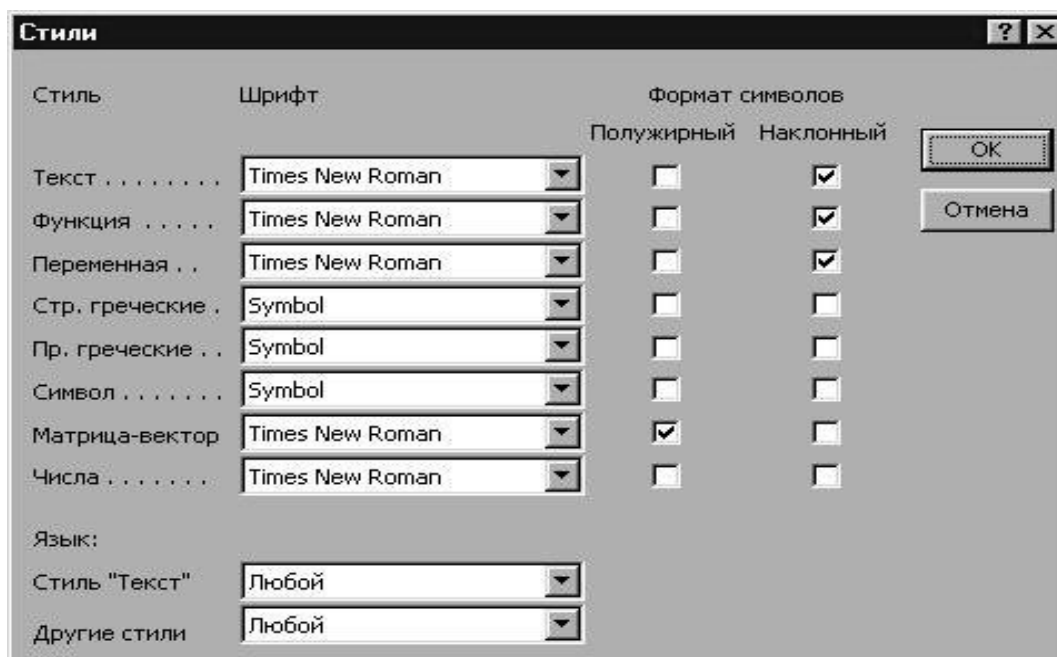 Стили
Стиль Шрифт Формат символов
Полужирный Наклонный
OK
Текст . . . . . . . . Times New Roman
Отмена
Функция . . . . . Times New Roman
Переменная . . Times New Roman
Стр. греческие . Symbol
Пр. греческие . . Symbol
Символ . . . . . . . Symbol
Матрица-вектор Times New Roman
Числа . . . . . . . Times New Roman
Язык:
Стиль "Текст" Любой
Другие стили Любой